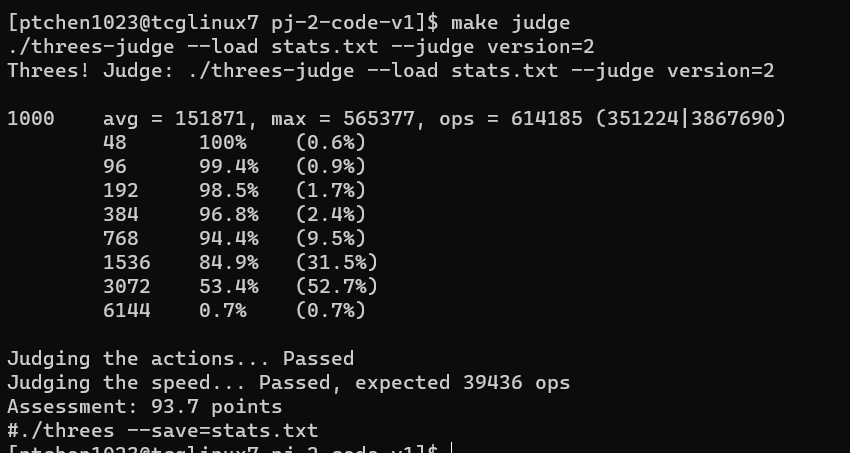 [ptchen1023@tcglinux7 pj-2-code-v1]$ make judge
./threes-judge --load stats.txt --judge version=2
Threes! Judge: ./threes-judge --load stats.txt --judge version=2
1000 avg = 151871, max = 565377, ops = 614185 (351224|3867690)
48 100% (0.6%)
96 99.4% (0.9%)
192 98.5% (1.7%)
384 96.8% (2.4%)
768 94.4% (9.5%)
1536 84.9% (31.5%)
3072 53.4% (52.7%)
6144 0.7% (0.7%)
Judging the actions... Passed
Judging the speed... Passed, expected 39436 ops
Assessment: 93.7 points
#./threes --save=stats.txt
[ptchen1023@tcglinux7 pj-2-code-v1]$